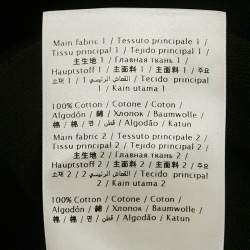 Main fabric 1 / Tessuto principale 1 /
Tissu principal 1 / Tejido principal 1
/ 主生地 1 / Главная ткань 1 /
Hauptstoff 1 / 主面料 1 / 主面料 1 / 주요
소재 1 / القماش الرئيسي 1 / Tecido
principal 1 / Kain utama 1
100% Cotton / Cotone / Coton /
Algodón / 綿 / Хлопок / Baumwolle /
棉 / 棉 / 면 / قطن / Algodão / Katun
Main fabric 2 / Tessuto principale 2 /
Tissu principal 2 / Tejido principal 2
/ 主生地 2 / Главная ткань 2 /
Hauptstoff 2 / 主面料 2 / 主面料 2 / 주요
소재 2 / القماش الرئيسي 2 / Tecido principal
2 / Kain utama 2
100% Cotton / Cotone / Coton /
Algodón / 綿 / Хлопок / Baumwolle /
棉 / 棉 / 면 / قطن / Algodão / Katun